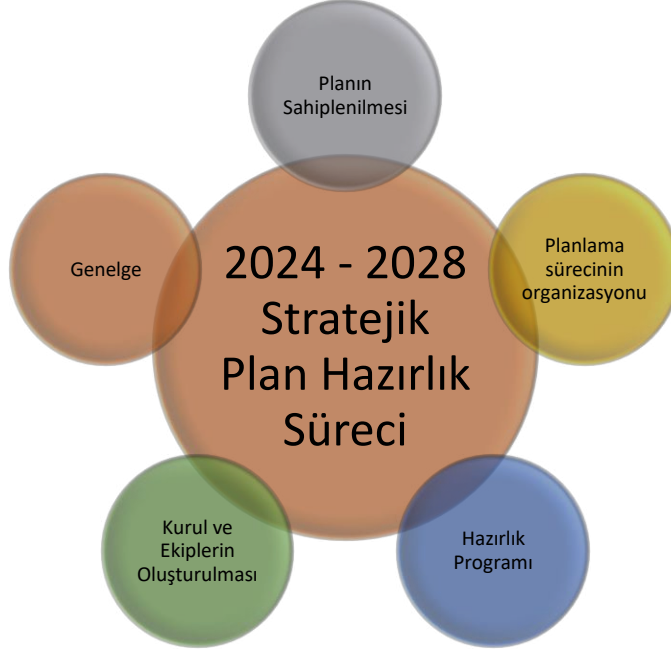 Planın
Sahiplenilmesi
Planlama
sürecinin
organizasyonu
Genelge
2024 - 2028
Stratejik
Plan Hazırlık
Süreci
Hazırlık
Programı
Kurul ve
Ekiplerin
Oluşturulması